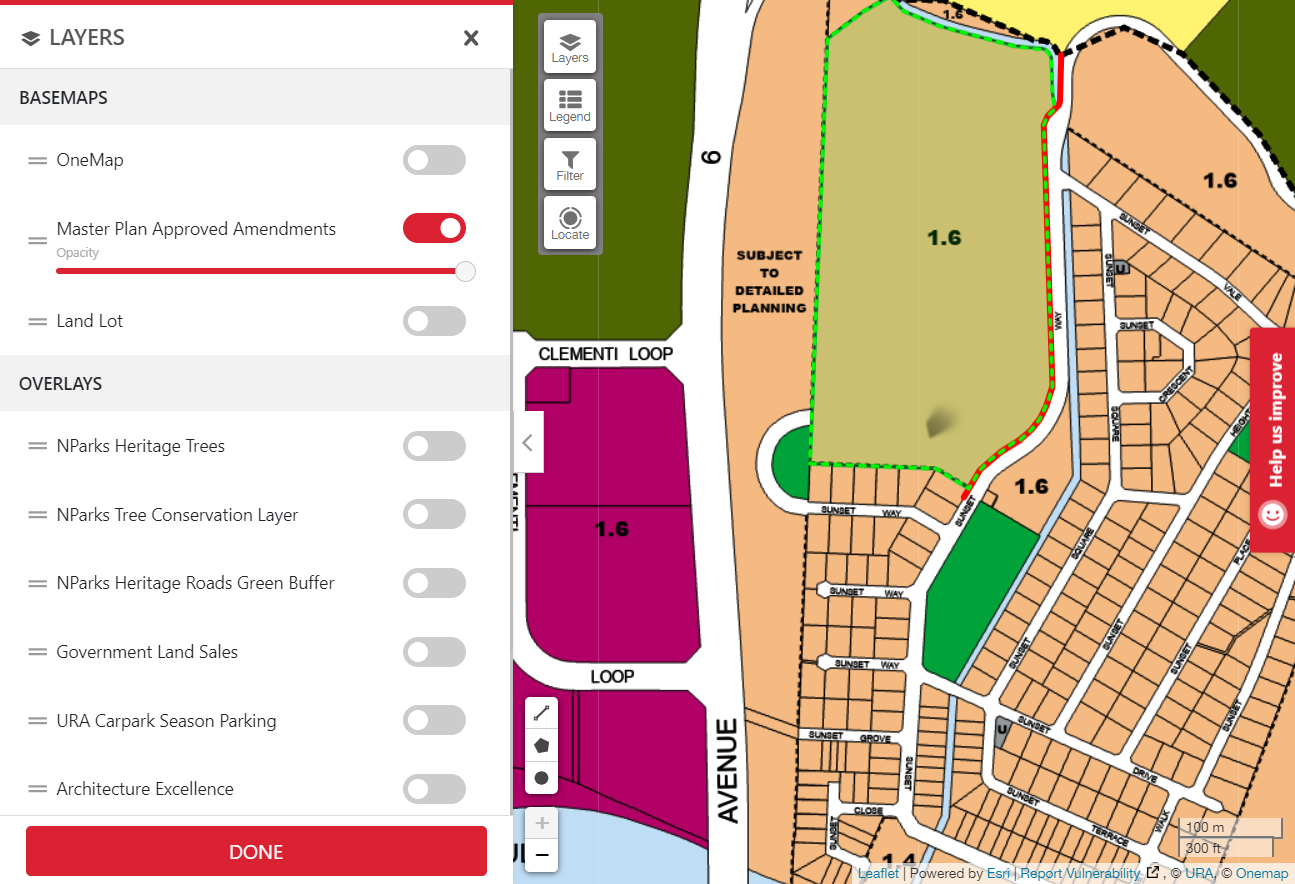 LAYERS
BASEMAPS
OneMap
Master Plan Approved Amendments
Opacity
Land Lot
OVERLAYS
NParks Heritage Trees
NParks Tree Conservation Layer
NParks Heritage Roads Green Buffer
Government Land Sales
URA Carpark Season Parking
Architecture Excellence
DONE
Layers
Legend
Filter
Locate
1.6
6
1.6
1.6
SUBJECT
TO
DETAILED
PLANNING
CLEMENTI LOOP
WAY
SUNSET
VALE
SUNSET
U
SUNSET
CRESCENT
SQUARE
HEIGHTS
Help us improve
1.6
1.6
SUNSET WAY
SUNSET
SQUARE
PLACE
SUNSET WAY
SUNSET
SUNSET
SUNSET
SUNSET WAY
LOOP
AVENUE
SUNSET GROVE
SUNSET
U
SUNSET
DRIVE
SUNSET
SUNSET
TERRACE
WALK
CLOSE
SUNSET
1.4
+
−
100 m
300 ft
Leaflet | Powered by Esri | Report Vulnerability , © URA, © Onemap